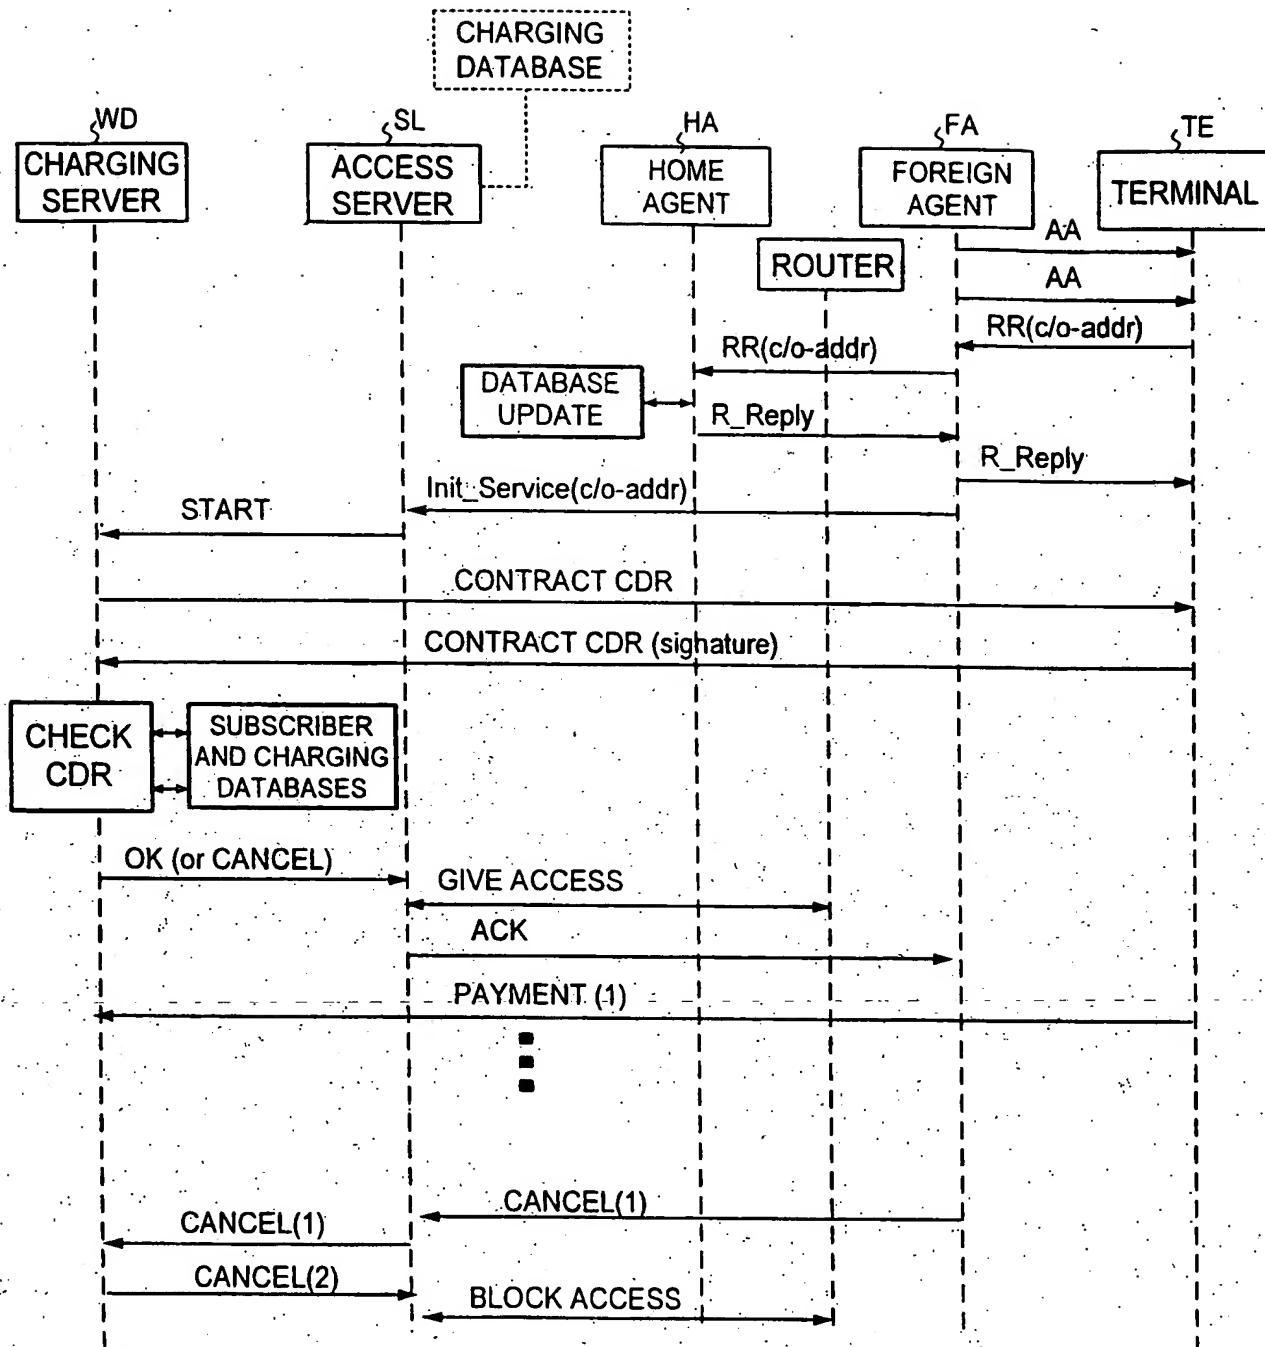 CHARGING
DATABASE
WD
SL
HA
FA
TE
CHARGING
SERVER
ACCESS
SERVER
HOME
AGENT
FOREIGN
AGENT
TERMINAL
AA
ROUTER
AA
RR(c/o-addr)
RR(c/o-addr)
DATABASE
UPDATE
R_Reply
R_Reply
Init_Service(c/o-addr)
START
CONTRACT CDR
CONTRACT CDR (signature)
CHECK
CDR
SUBSCRIBER
AND CHARGING
DATABASES
OK (or CANCEL)
GIVE ACCESS
ACK
PAYMENT (1)
CANCEL(1)
CANCEL(1)
CANCEL(2)
BLOCK ACCESS